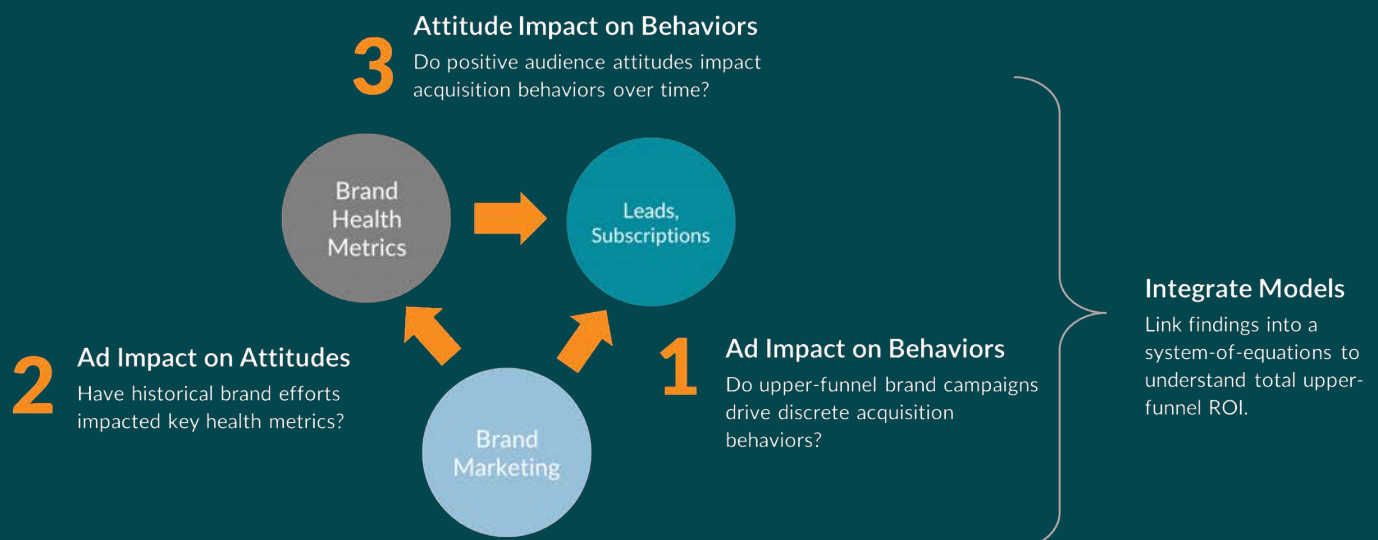 3
Attitude Impact on Behaviors
Do positive audience attitudes impact
acquisition behaviors over time?
Brand
Health
Metrics
Leads,
Subscriptions
2
Ad Impact on Attitudes
Have historical brand efforts
impacted key health metrics?
Brand
Marketing
1
Ad Impact on Behaviors
Do upper-funnel brand campaigns
drive discrete acquisition
behaviors?
Integrate Models
Link findings into a
system-of-equations to
understand total upper-
funnel ROI.